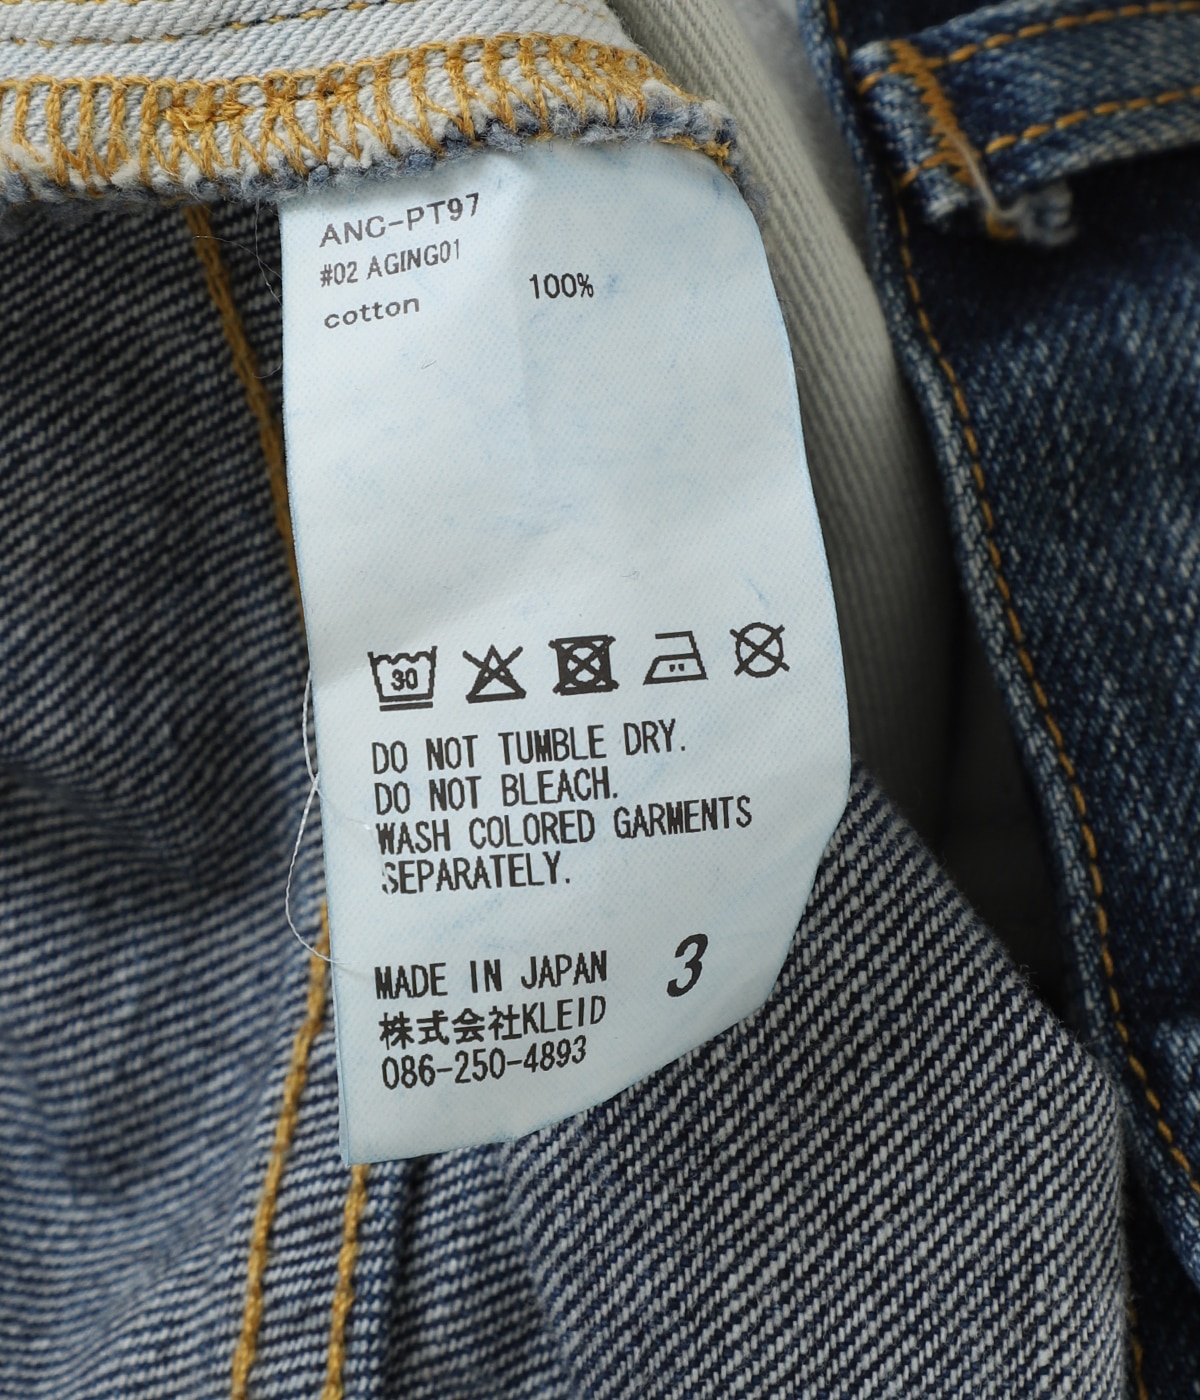 ANC-PT97
#02 AGING01
cotton 100%
30
DO NOT TUMBLE DRY.
DO NOT BLEACH.
WASH COLORED GARMENTS
SEPARATELY.
MADE IN JAPAN 3
株式会社KLEID
086-250-4893